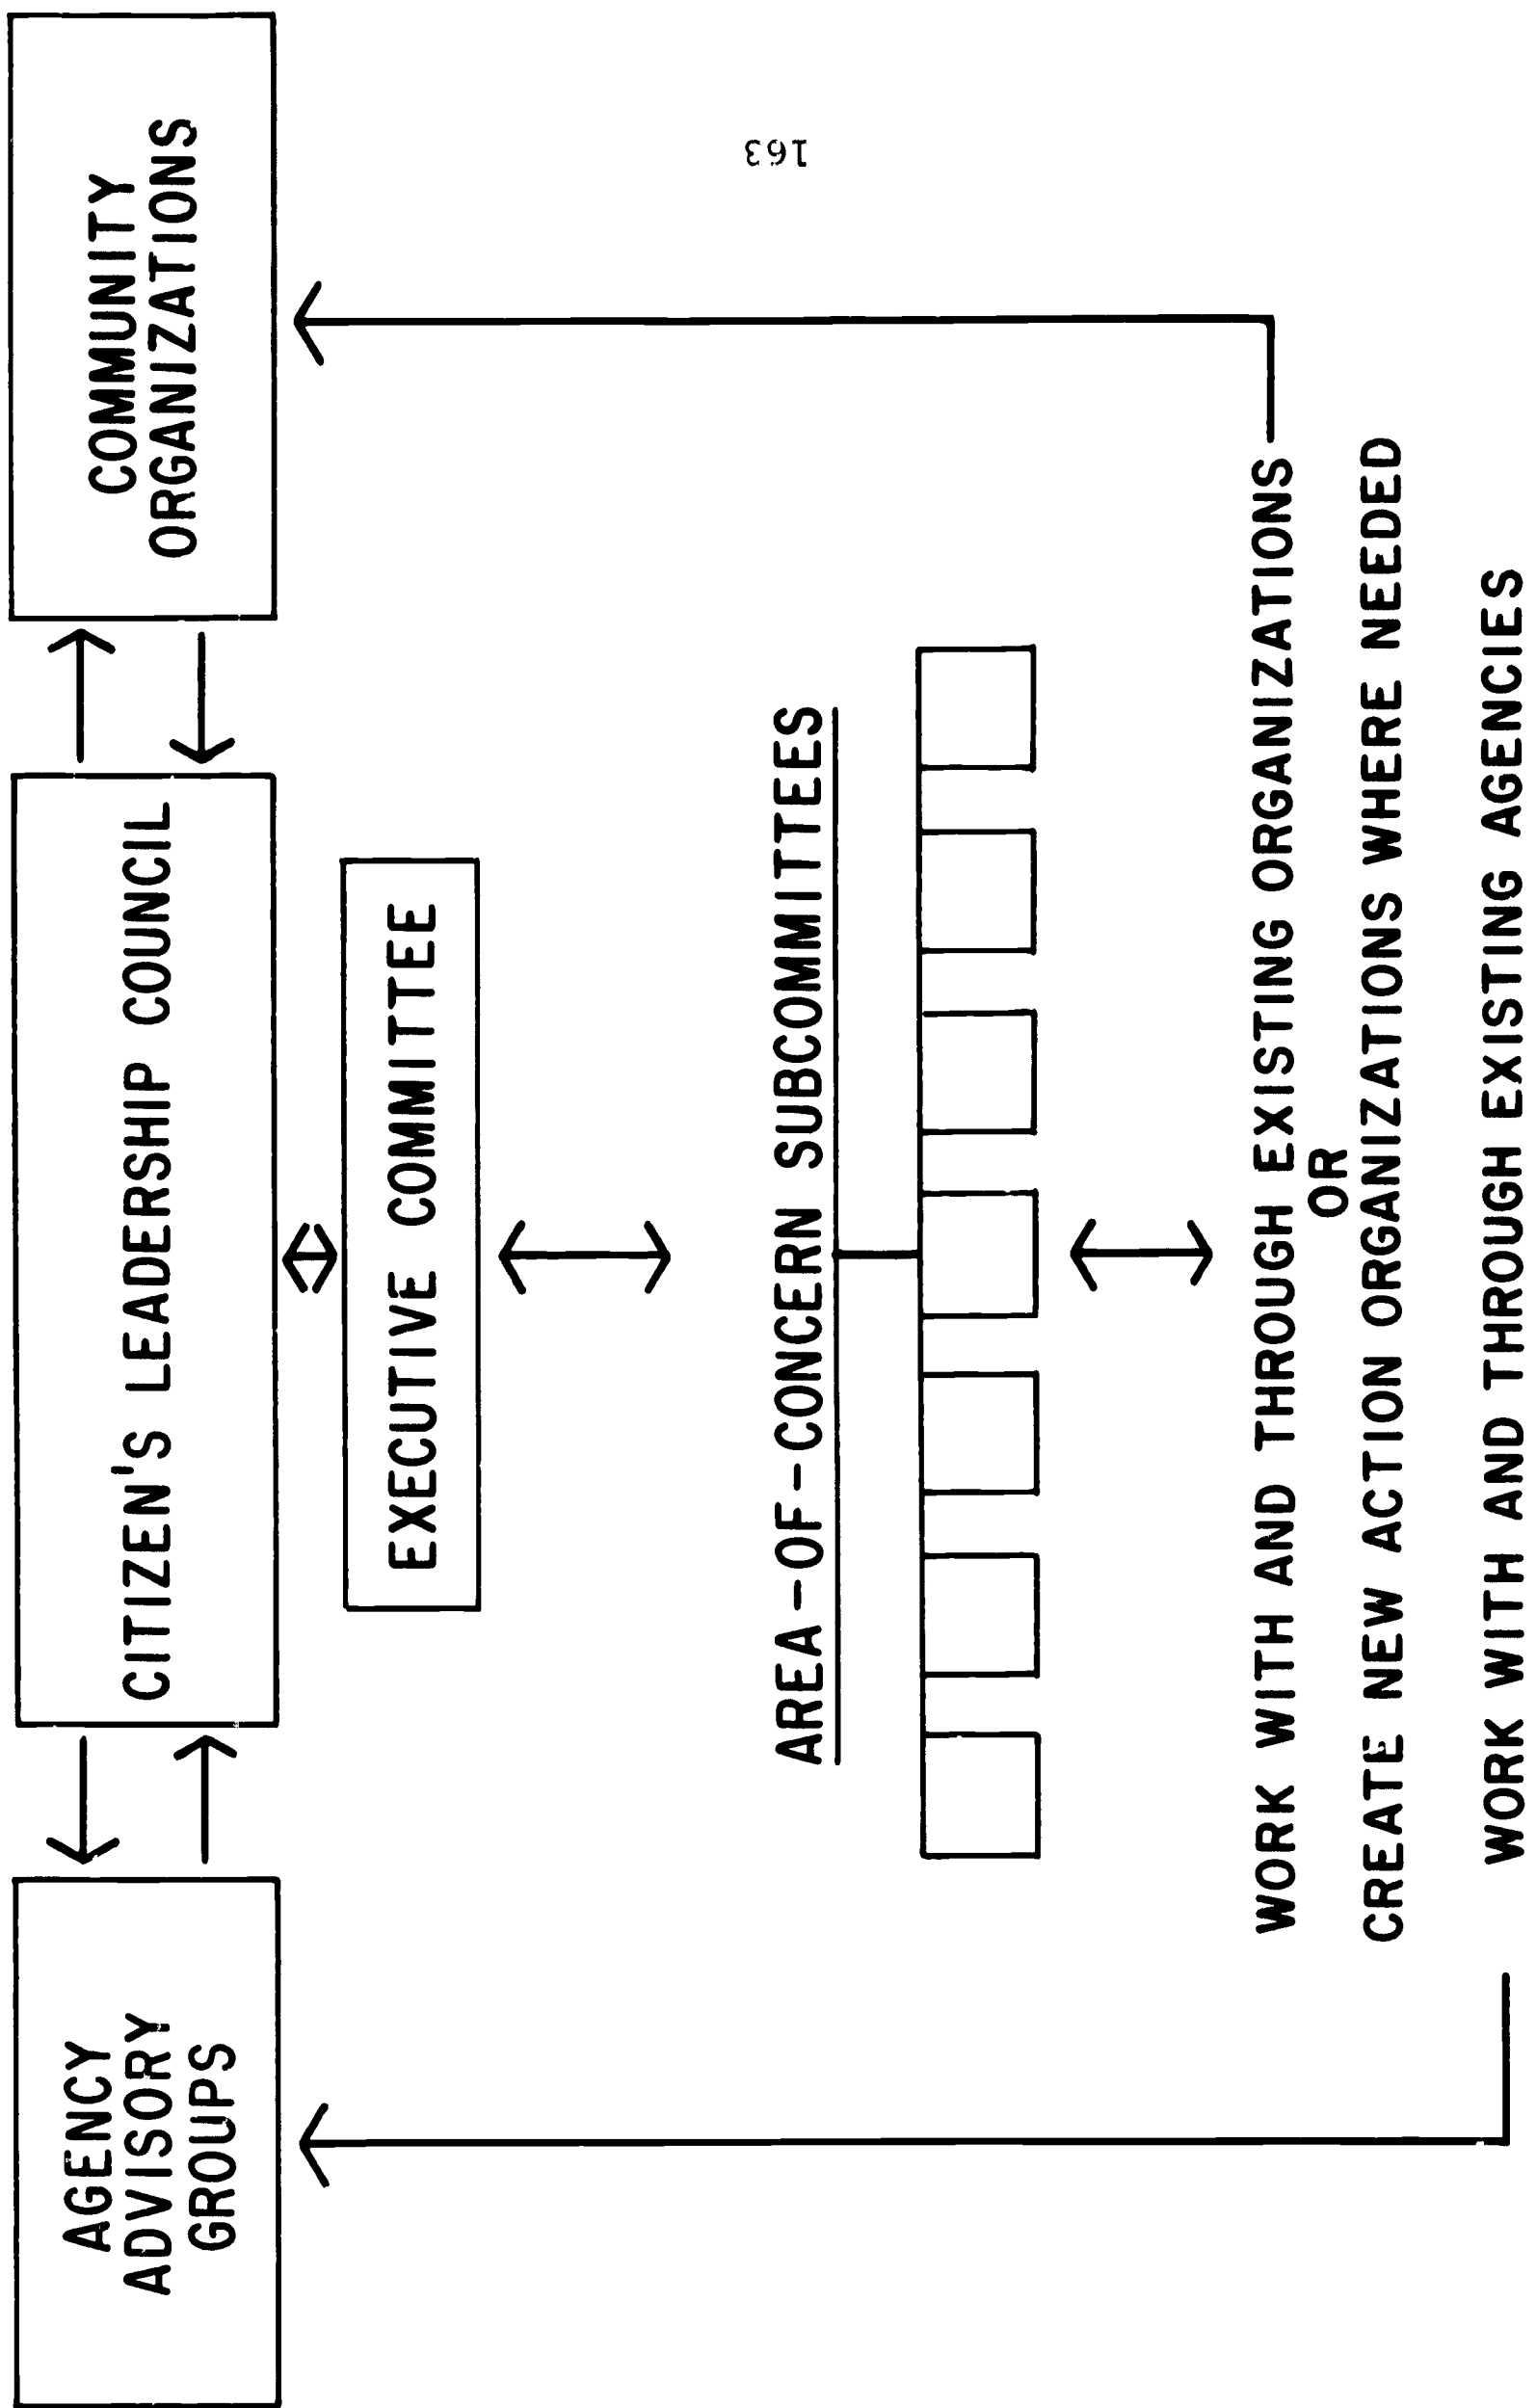 AGENCY
ADVISORY
GROUPS
CITIZEN'S LEADERSHIP COUNCIL
COMMUNITY
ORGANIZATIONS
EXECUTIVE COMMITTEE
AREA-OF-CONCERN SUBCOMMITTEES
WORK WITH AND THROUGH EXISTING ORGANIZATIONS
OR
CREATE NEW ACTION ORGANIZATIONS WHERE NEEDED
WORK WITH AND THROUGH EXISTING AGENCIES
163